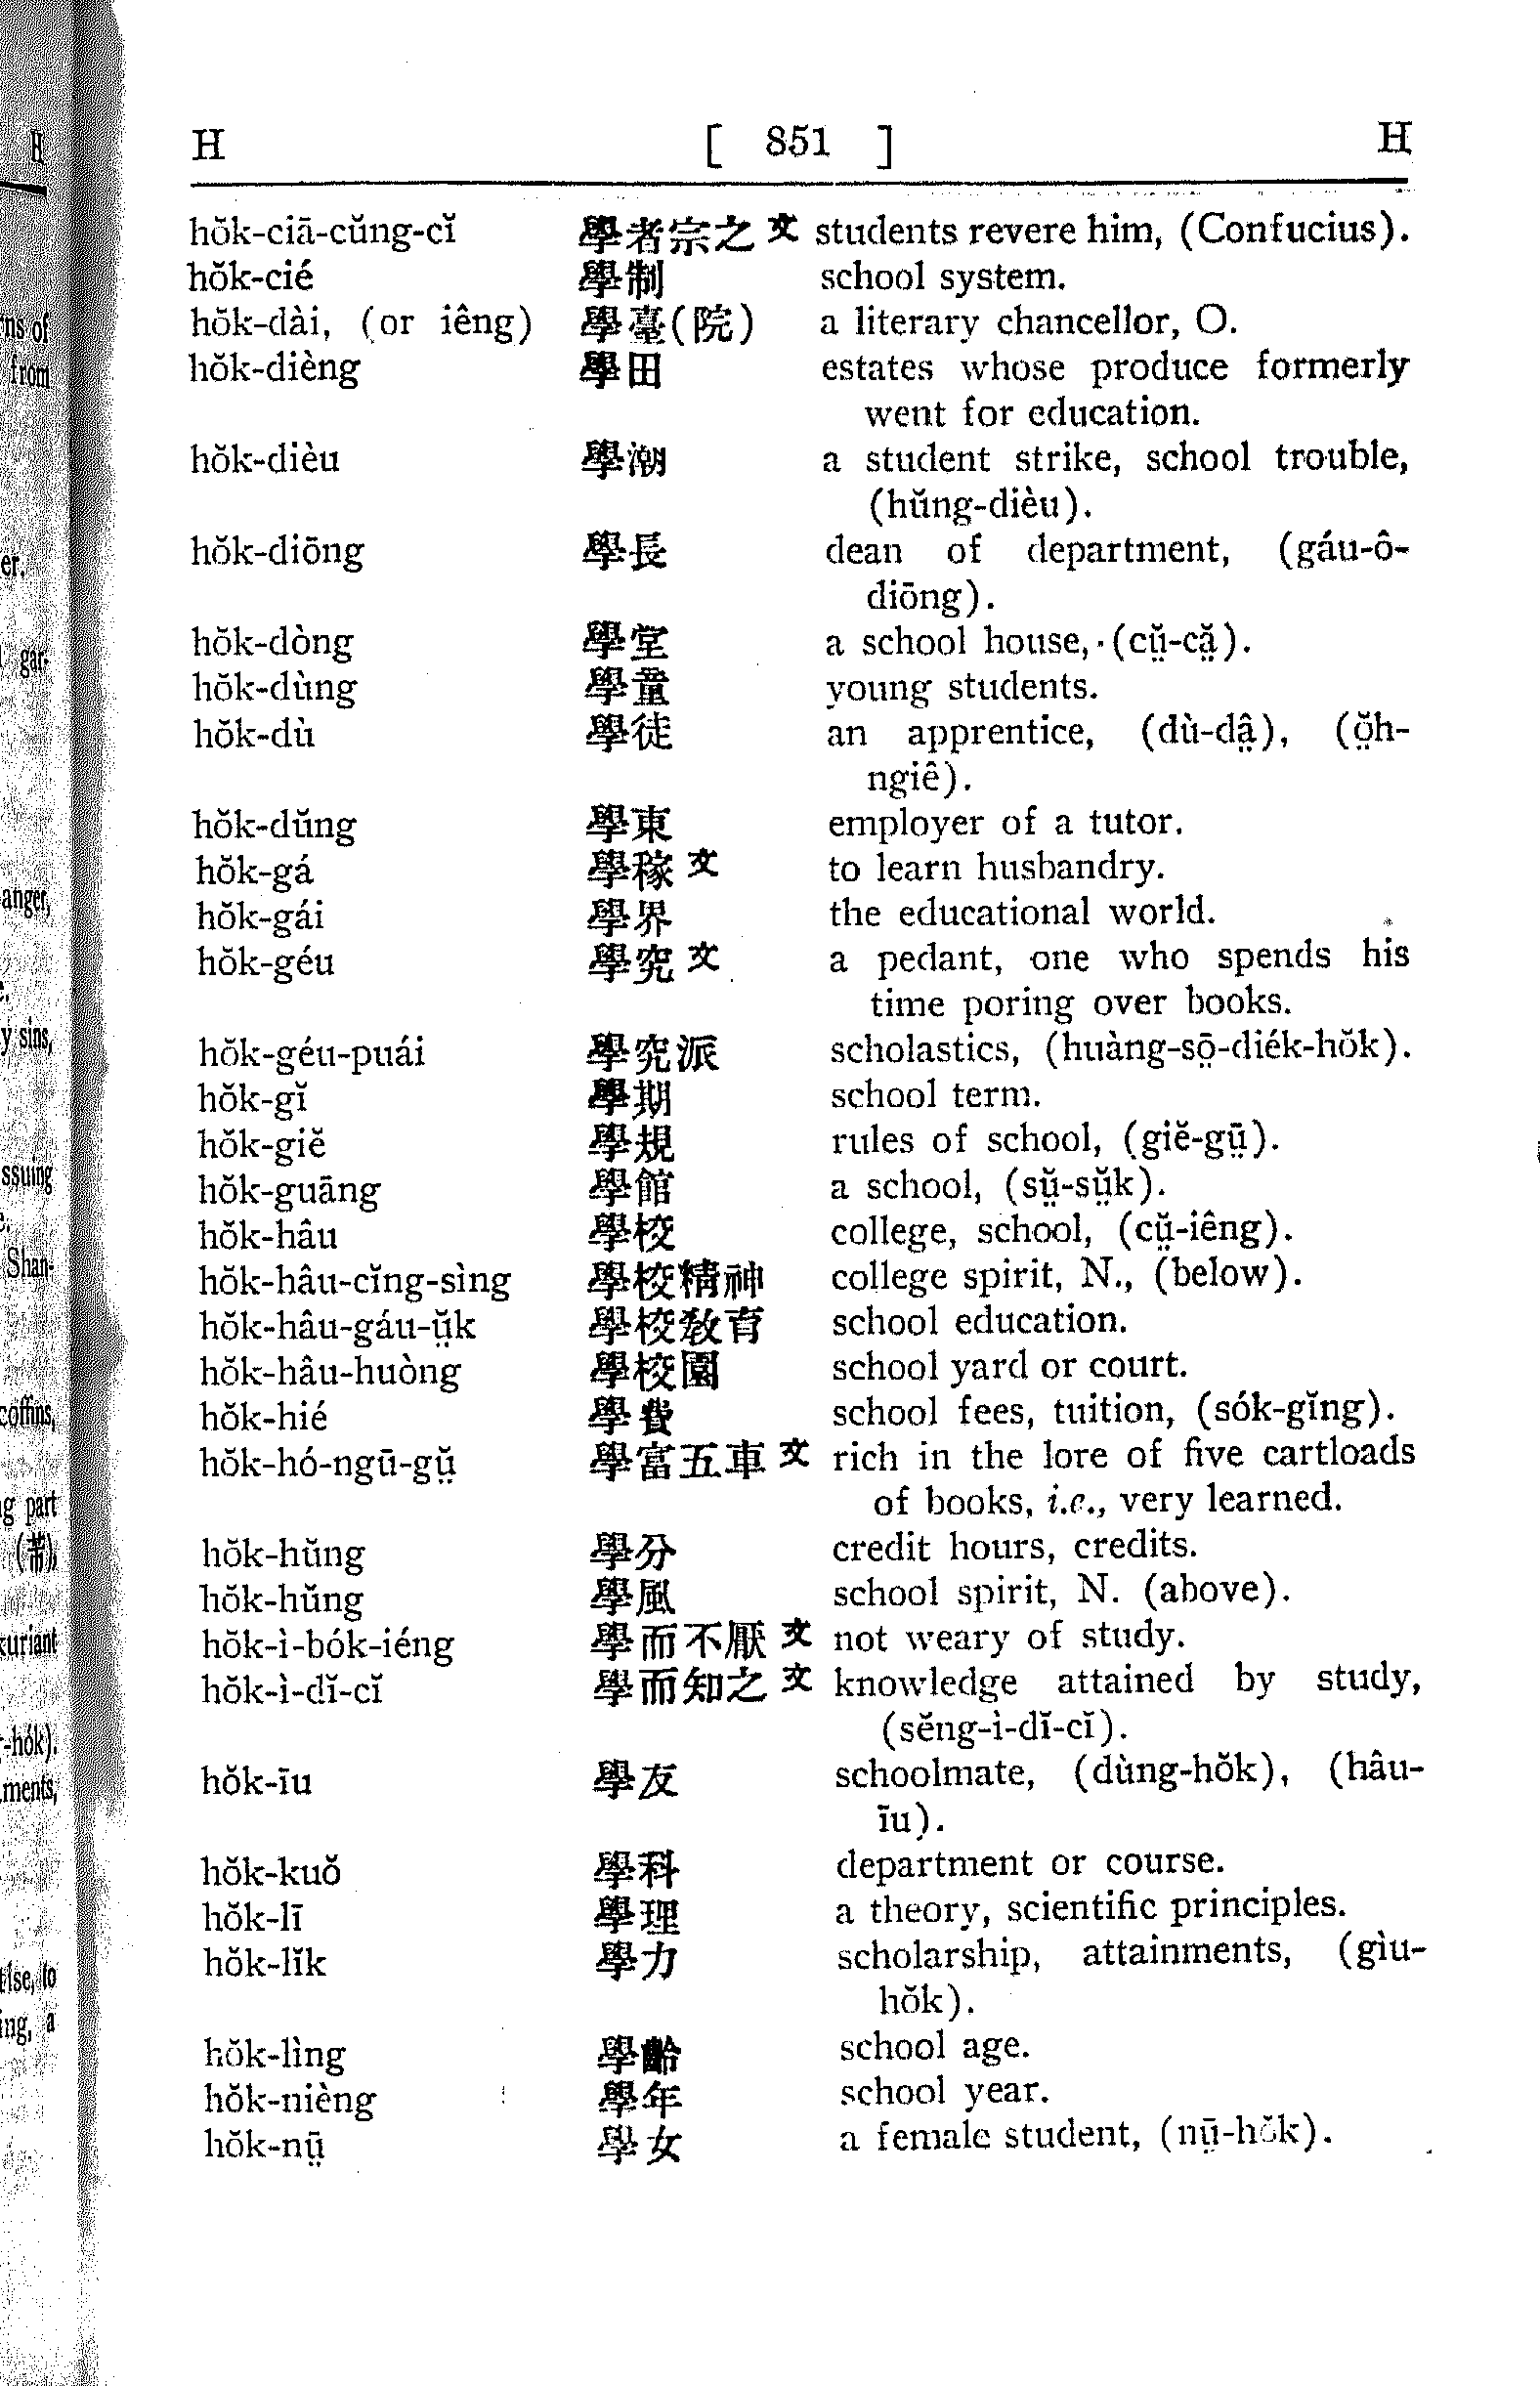 H [ 851 ] H
hŏk-ciā-cŭng-cĭ 學者宗之文 students revere him, (Confucius).
hŏk-cié 學制 school system.
hŏk-dài, (or iêng) 學臺(院) a literary chancellor, O.
hŏk-dièng 學田 estates whose produce formerly
went for education.
hŏk-dièu 學潮 a student strike, school trouble,
(hŭng-dièu).
hŏk-diōng 學長 dean of department, (gáu-ô-
diōng).
hŏk-dòng 學堂 a school house, (cṳ̆-cặ̤).
hŏk-dùng 學童 young students.
hŏk-dù 學徒 an apprentice, (dù-dâ̤), (ŏ̤h-
ngiê).
hŏk-dŭng 學東 employer of a tutor.
hŏk-gá 學稼文 to learn husbandry.
hŏk-gái 學界 the educational world.
hŏk-géu 學究文 a pedant, one who spends his
time poring over books.
hŏk-géu-puái 學究派 scholastics, (huàng-sō̤-diék-hŏk).
hŏk-gĭ 學期 school term.
hŏk-giĕ 學規 rules of school, (giĕ-gṳ̄).
hŏk-guāng 學館 a school, (sṳ̆-sṳ̆k).
hŏk-hâu 學校 college, school, (cṳ̆-iêng).
hŏk-hâu-cĭng-sìng 學校精神 college spirit, N., (below).
hŏk-hâu-gáu-ṳ̆k 學校教育 school education.
hŏk-hâu-huòng 學校園 school yard or court.
hŏk-hié 學費 school fees, tuition, (sók-gĭng).
hŏk-hó-ngū-gṳ̆ 學富五車文 rich in the lore of five cartloads
of books, i.e., very learned.
hŏk-hŭng 學分 credit hours, credits.
hŏk-hŭng 學風 school spirit, N. (above).
hŏk-ì-bók-iéng 學而不厭文 not weary of study.
hŏk-ì-dĭ-cĭ 學而知之文 knowledge attained by study,
(sĕng-ì-dĭ-cĭ).
hŏk-īu 學友 schoolmate, (dùng-hŏk), (hâu-
īu).
hŏk-kuŏ 學科 department or course.
hŏk-lī 學理 a theory, scientific principles.
hŏk-lĭk 學力 scholarship, attainments, (gìu-
hŏk).
hŏk-lìng 學齡 school age.
hŏk-nièng 學年 school year.
hŏk-nṳ̄ 學女 a female student, (nṳ̄-hŏk).